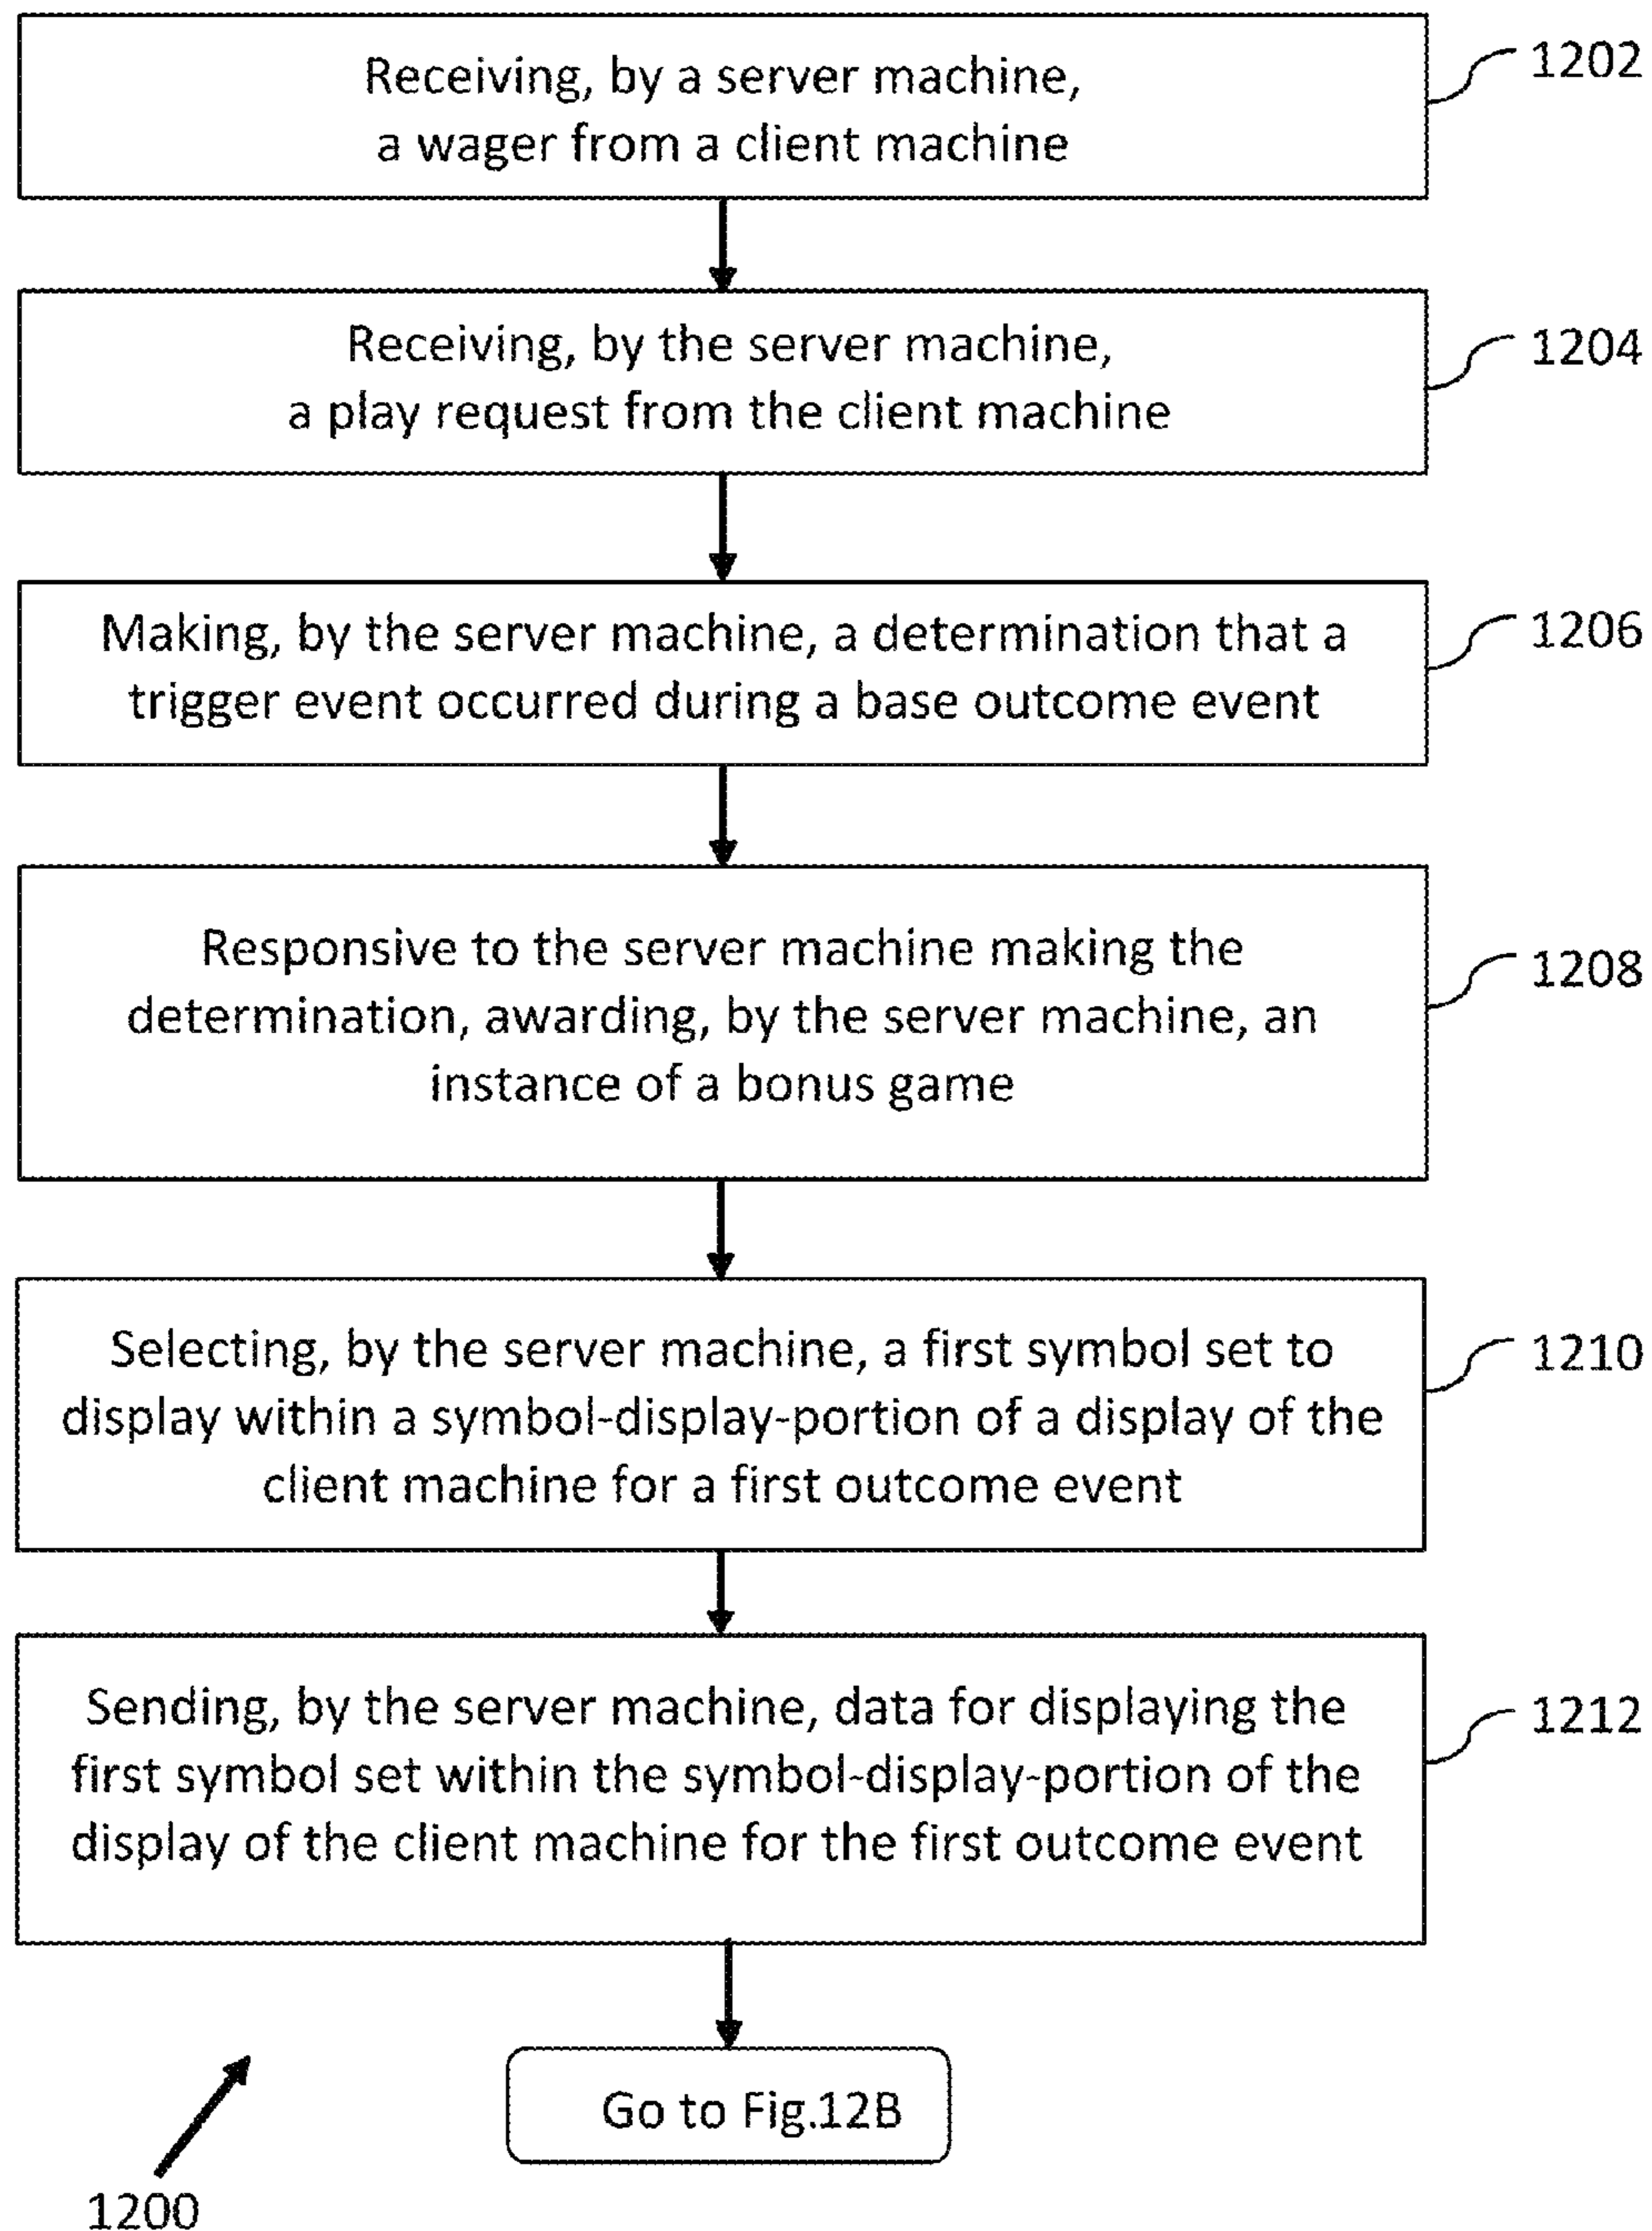 Receiving, by a server machine,
a wager from a client machine
1202
Receiving, by the server machine,
a play request from the client machine
1204
Making, by the server machine, a determination that a
trigger event occurred during a base outcome event
1206
Responsive to the server machine making the
determination, awarding, by the server machine, an
instance of a bonus game
1208
Selecting, by the server machine, a first symbol set to
display within a symbol-display-portion of a display of the
client machine for a first outcome event
1210
Sending, by the server machine, data for displaying the
first symbol set within the symbol-display-portion of the
display of the client machine for the first outcome event
1212
Go to Fig.12B
1200